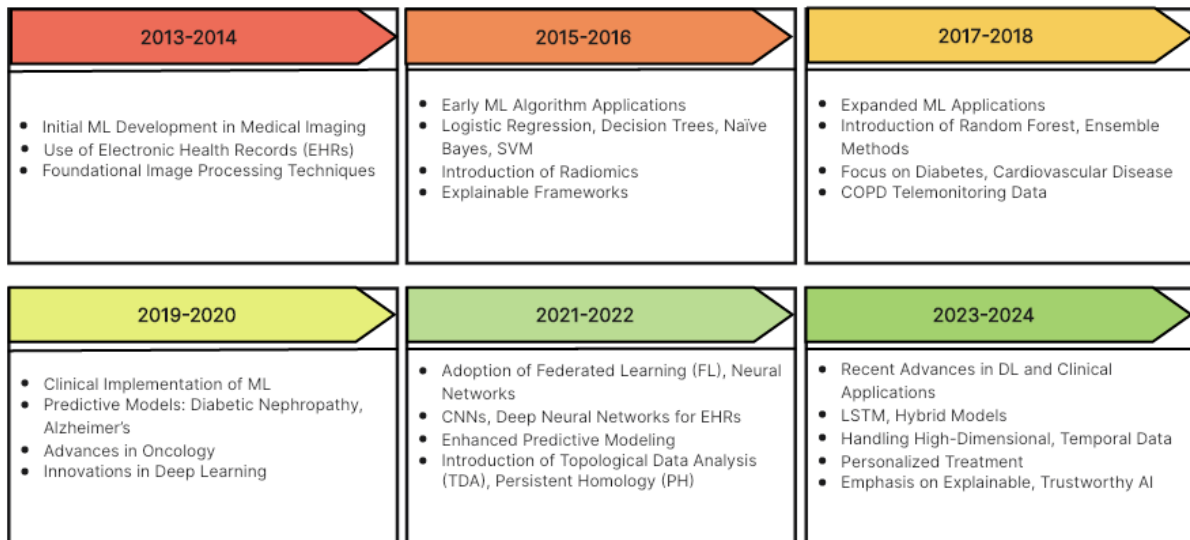 2013-2014
• Initial ML Development in Medical Imaging
• Use of Electronic Health Records (EHRs)
• Foundational Image Processing Techniques
2015-2016
• Early ML Algorithm Applications
• Logistic Regression, Decision Trees, Naïve
Bayes, SVM
• Introduction of Radiomics
• Explainable Frameworks
2017-2018
• Expanded ML Applications
• Introduction of Random Forest, Ensemble
Methods
• Focus on Diabetes, Cardiovascular Disease
• COPD Telemonitoring Data
2019-2020
• Clinical Implementation of ML
• Predictive Models: Diabetic Nephropathy,
Alzheimer's
• Advances in Oncology
• Innovations in Deep Learning
2021-2022
• Adoption of Federated Learning (FL), Neural
Networks
• CNNs, Deep Neural Networks for EHRs
• Enhanced Predictive Modeling
• Introduction of Topological Data Analysis
(TDA), Persistent Homology (PH)
2023-2024
• Recent Advances in DL and Clinical
Applications
• LSTM, Hybrid Models
• Handling High-Dimensional, Temporal Data
• Personalized Treatment
• Emphasis on Explainable, Trustworthy AI